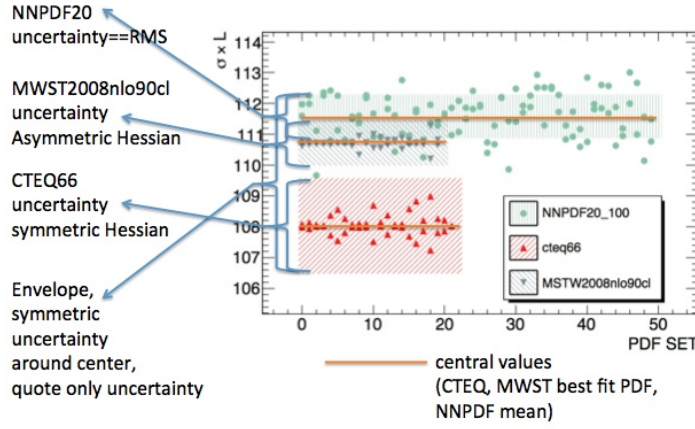 NNPDF20
uncertainty==RMS
MWST2008nlo90cl
uncertainty
Asymmetric Hessian
CTEQ66
uncertainty
symmetric Hessian
Envelope,
symmetric
uncertainty
around center,
quote only uncertainty
σ × L
114
113
112
111
110
109
108
107
106
NNPDF20_100
cteq66
MSTW2008nlo90cl
0
10
20
30
40
50
PDF SET
central values
(CTEQ, MWST best fit PDF,
NNPDF mean)